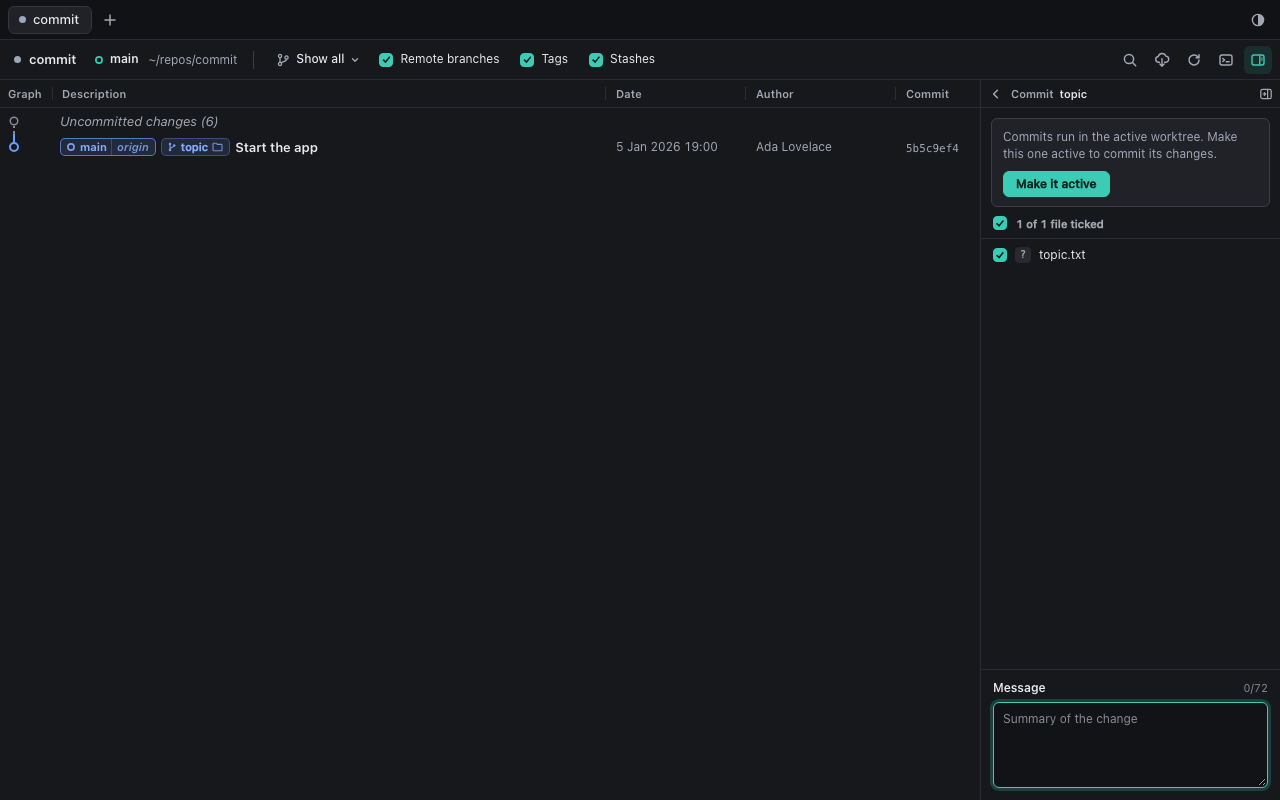 commit
commit main ~/repos/commit Show all Remote branches Tags Stashes
Graph Description Date Author Commit
Commit topic
Uncommitted changes (6)
main origin topic Start the app 5 Jan 2026 19:00 Ada Lovelace 5b5c9ef4
Commits run in the active worktree. Make
this one active to commit its changes.
Make it active
1 of 1 file ticked
? topic.txt
Message 0/72
Summary of the change